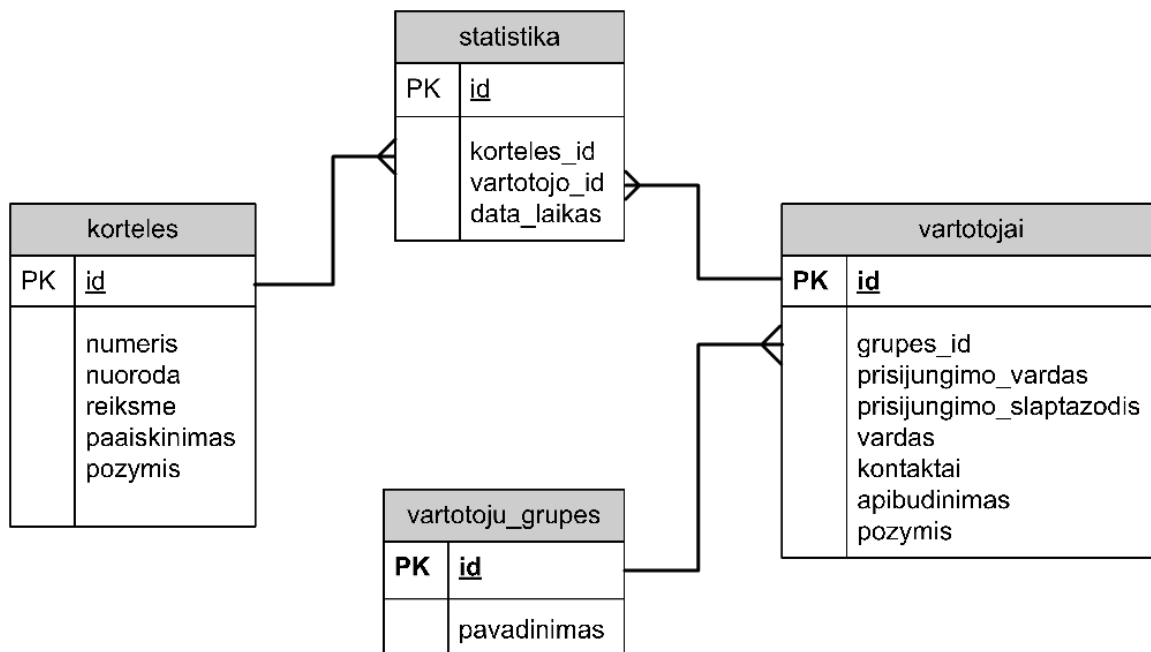 statistika
PK id
korteles_id
vartotojo_id
data_laikas
korteles
PK id
numeris
nuoroda
reiksme
paaiskinimas
pozymis
vartotojai
PK id
grupes_id
prisijungimo_vardas
prisijungimo_slaptazodis
vardas
kontaktai
apibudinimas
pozymis
vartotoju_grupes
PK id
pavadinimas